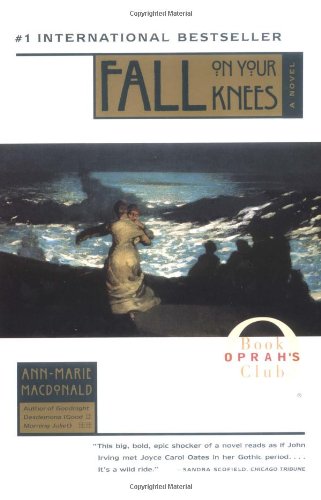 #1 INTERNATIONAL BESTSELLER
FALL
ON YOUR
KNEES
A NOVEL
Book
OPRAH'S
Club
®
ANN-MARIE
MACDONALD
Author of Goodnight
Desdemona (Good
Morning Juliet)
"This big, bold, epic shocker of a novel reads as if John
Irving met Joyce Carol Oates in her Gothic period. . . .
It's a wild ride." —SANDRA SCOFIELD, CHICAGO TRIBUNE